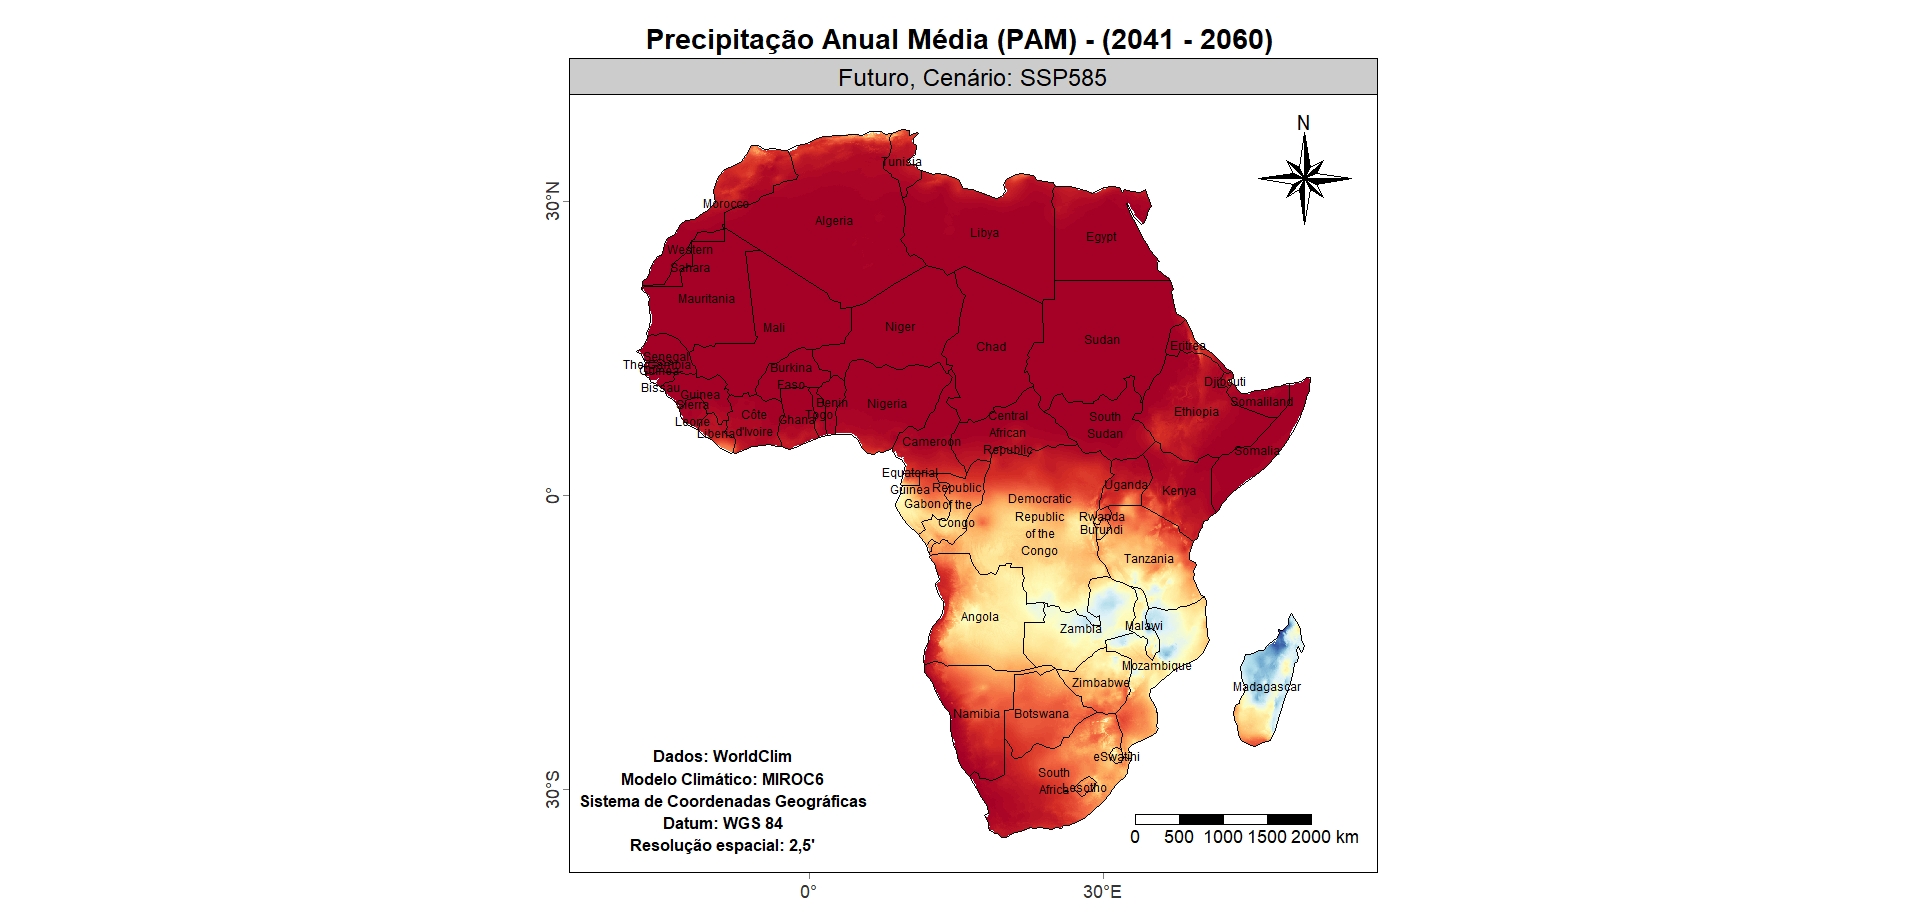 Precipitação Anual Média (PAM) - (2041 - 2060)
Futuro, Cenário: SSP585
N
30°N
0°
30°S
Tunisia
Morocco
Algeria
Libya
Egypt
Western
Sahara
Mauritania
Mali
Niger
Chad
Sudan
Eritrea
Senegal
The Gambia
Guinea
Bissau
Burkina
Faso
Djibouti
Somaliland
Guinea
Sierra
Leone
Liberia
Côte
d'Ivoire
Ghana
Togo
Benin
Nigeria
Cameroon
Central
African
Republic
South
Sudan
Ethiopia
Somalia
Equatorial
Guinea
Gabon
Republic
of the
Congo
Democratic
Republic
of the
Congo
Uganda
Kenya
Rwanda
Burundi
Tanzania
Angola
Zambia
Malawi
Mozambique
Zimbabwe
Madagascar
Namibia
Botswana
eSwatini
South
Africa
Lesotho
Dados: WorldClim
Modelo Climático: MIROC6
Sistema de Coordenadas Geográficas
Datum: WGS 84
Resolução espacial: 2,5'
0 500 1000 1500 2000 km
0°
30°E